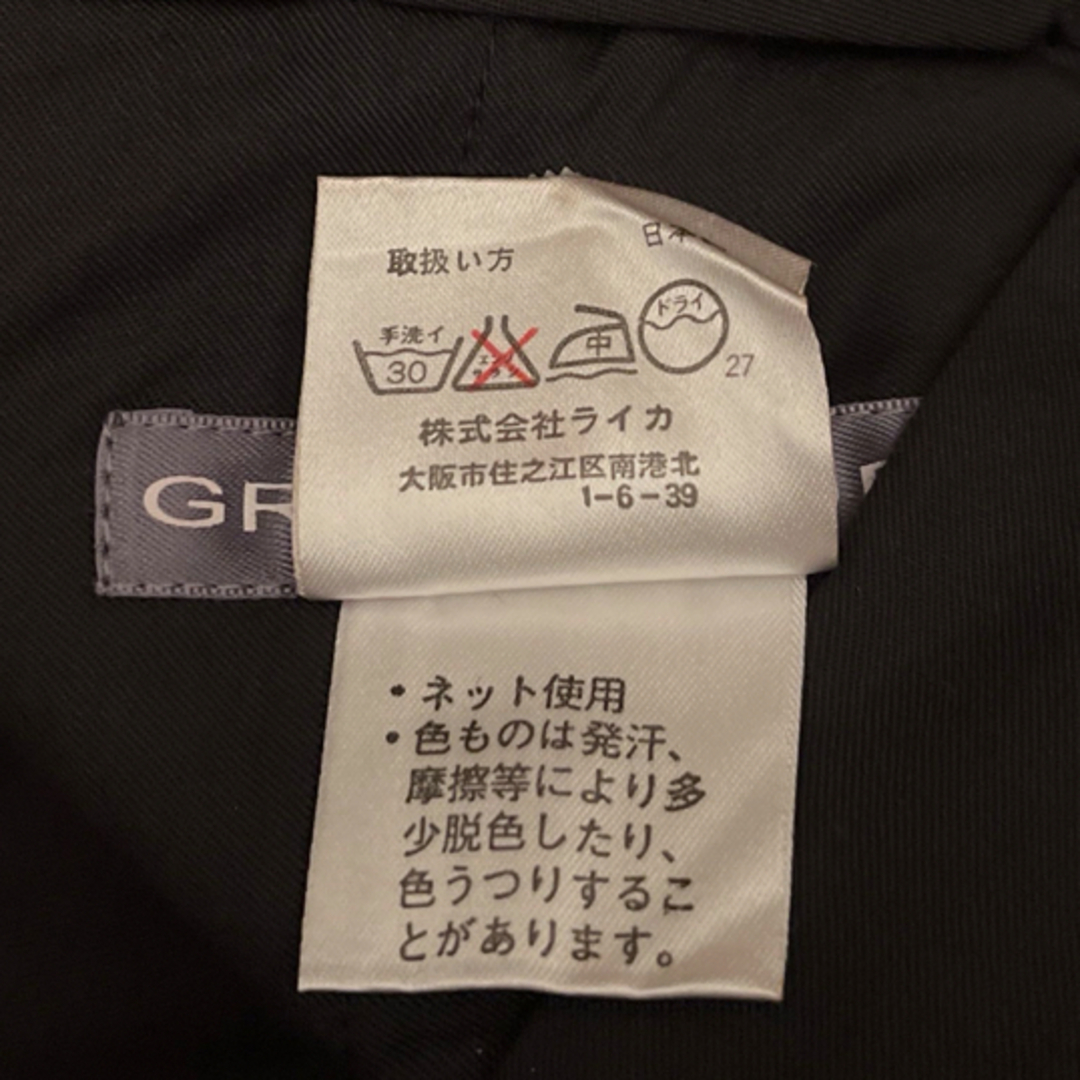 日本
取扱い方
手洗イ
30
中
ドライ
27
株式会社ライカ
大阪市住之江区南港北
1-6-39
GR
・ネット使用
・色ものは発汗、
摩擦等により多
少脱色したり、
色うつりするこ
とがあります。